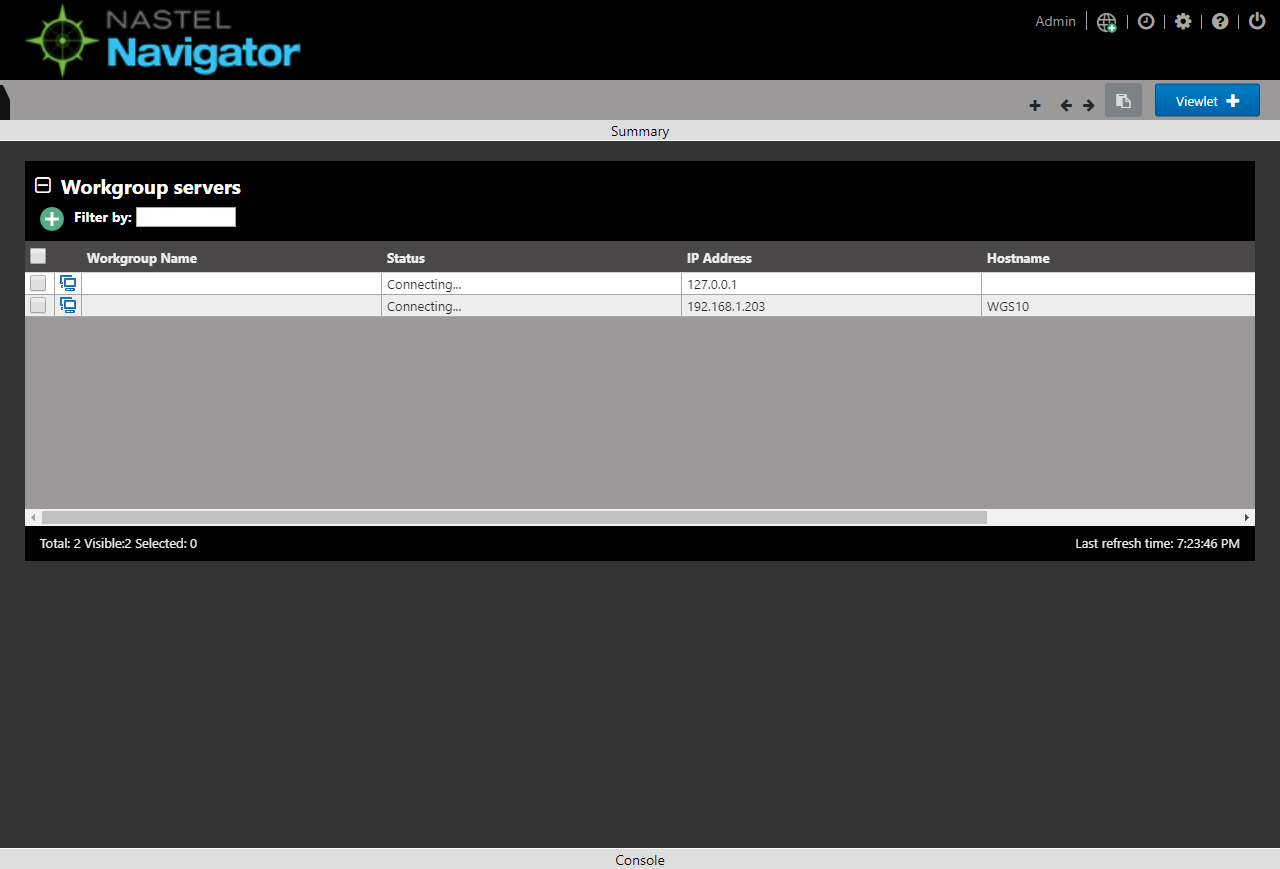 NASTEL
Navigator
Admin
Viewlet
Summary
Workgroup servers
Filter by:
Workgroup Name Status IP Address Hostname
Connecting... 127.0.0.1
Connecting... 192.168.1.203 WGS10
Total: 2 Visible:2 Selected: 0 Last refresh time: 7:23:46 PM
Console